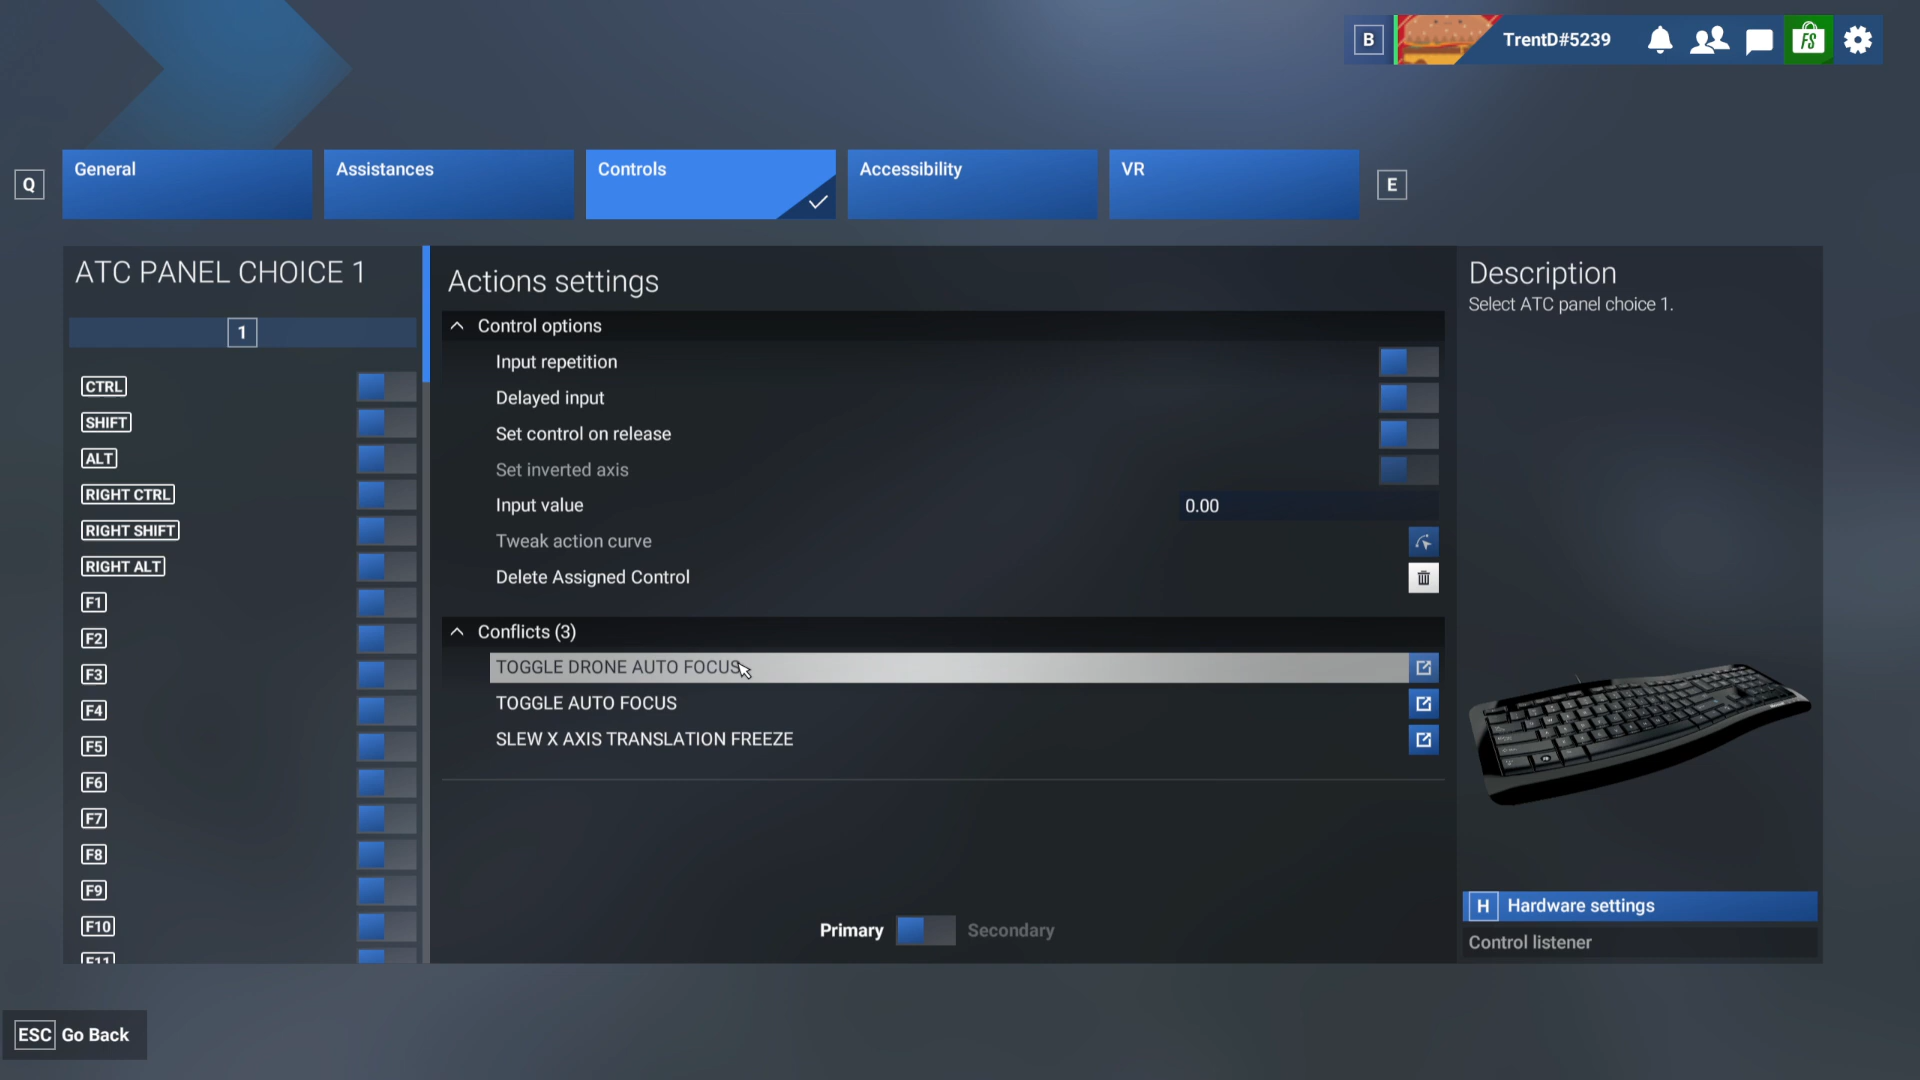 B
TrentD#5239
FS
Q
General
Assistances
Controls
Accessibility
VR
E
ATC PANEL CHOICE 1
1
CTRL
SHIFT
ALT
RIGHT CTRL
RIGHT SHIFT
RIGHT ALT
F1
F2
F3
F4
F5
F6
F7
F8
F9
F10
F11
Actions settings
Control options
Input repetition
Delayed input
Set control on release
Set inverted axis
Input value 0.00
Tweak action curve
Delete Assigned Control
Conflicts (3)
TOGGLE DRONE AUTO FOCUS
TOGGLE AUTO FOCUS
SLEW X AXIS TRANSLATION FREEZE
Primary Secondary
Description
Select ATC panel choice 1.
H Hardware settings
Control listener
ESC Go Back